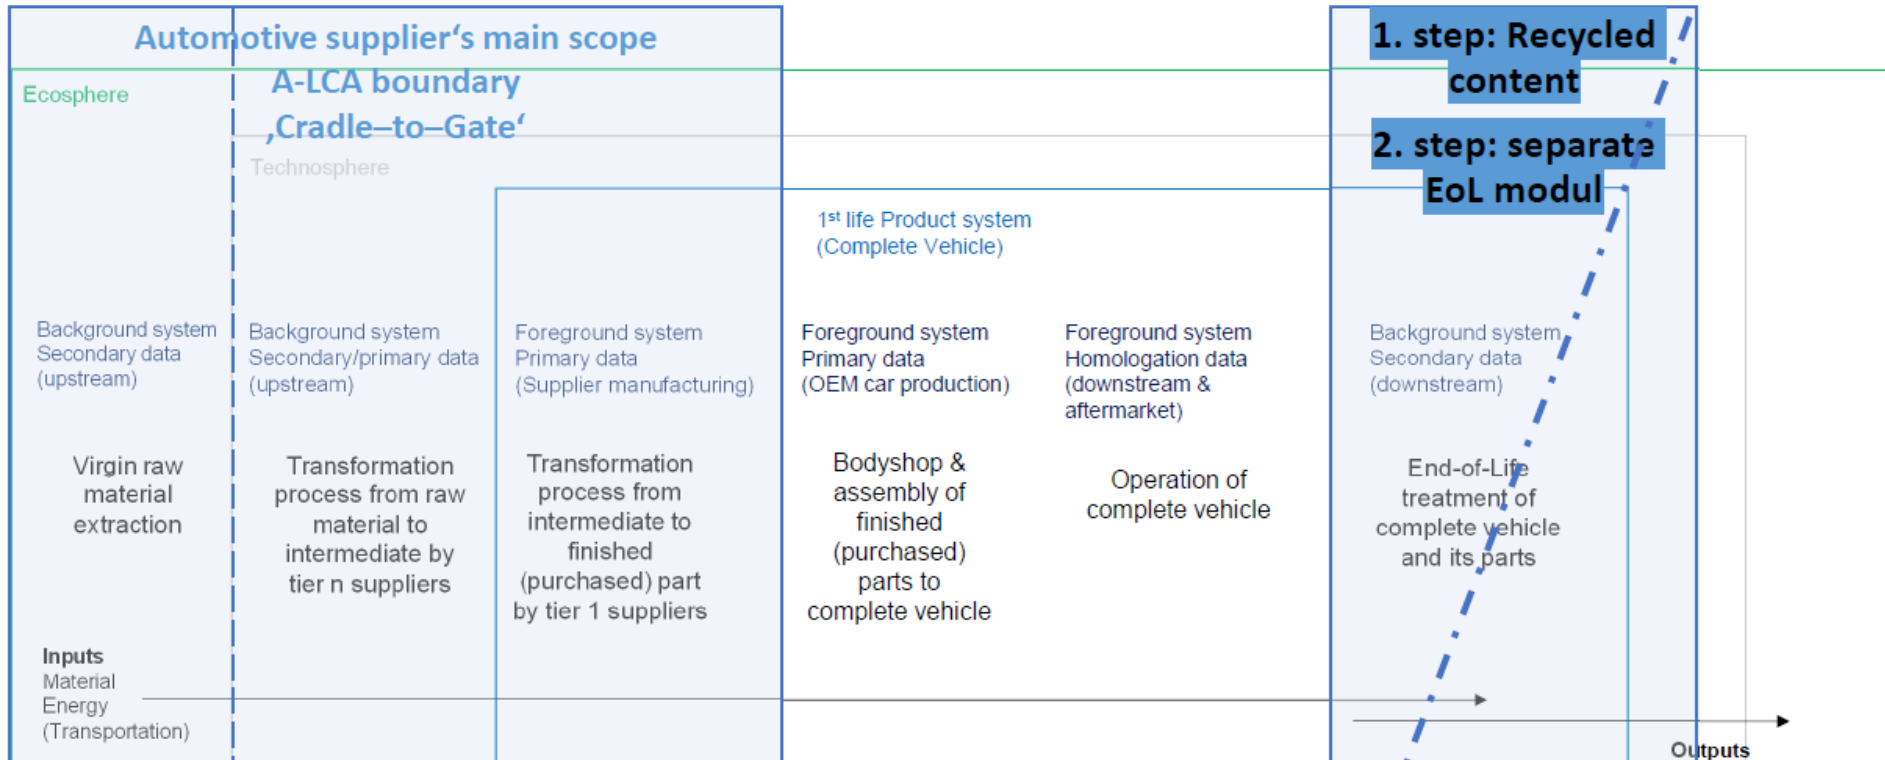 Automotive supplier‘s main scope
A-LCA boundary
‚Cradle–to–Gate‘
Ecosphere
Technosphere
1. step: Recycled
content
2. step: separate
EoL modul
1st life Product system
(Complete Vehicle)
Background system
Secondary data
(upstream)
Background system
Secondary/primary data
(upstream)
Foreground system
Primary data
(Supplier manufacturing)
Foreground system
Primary data
(OEM car production)
Foreground system
Homologation data
(downstream &
aftermarket)
Background system
Secondary data
(downstream)
Virgin raw
material
extraction
Transformation
process from raw
material to
intermediate by
tier n suppliers
Transformation
process from
intermediate to
finished
(purchased) part
by tier 1 suppliers
Bodyshop &
assembly of
finished
(purchased)
parts to
complete vehicle
Operation of
complete vehicle
End-of-Life
treatment of
complete vehicle
and its parts
Inputs
Material
Energy
(Transportation)
Outputs